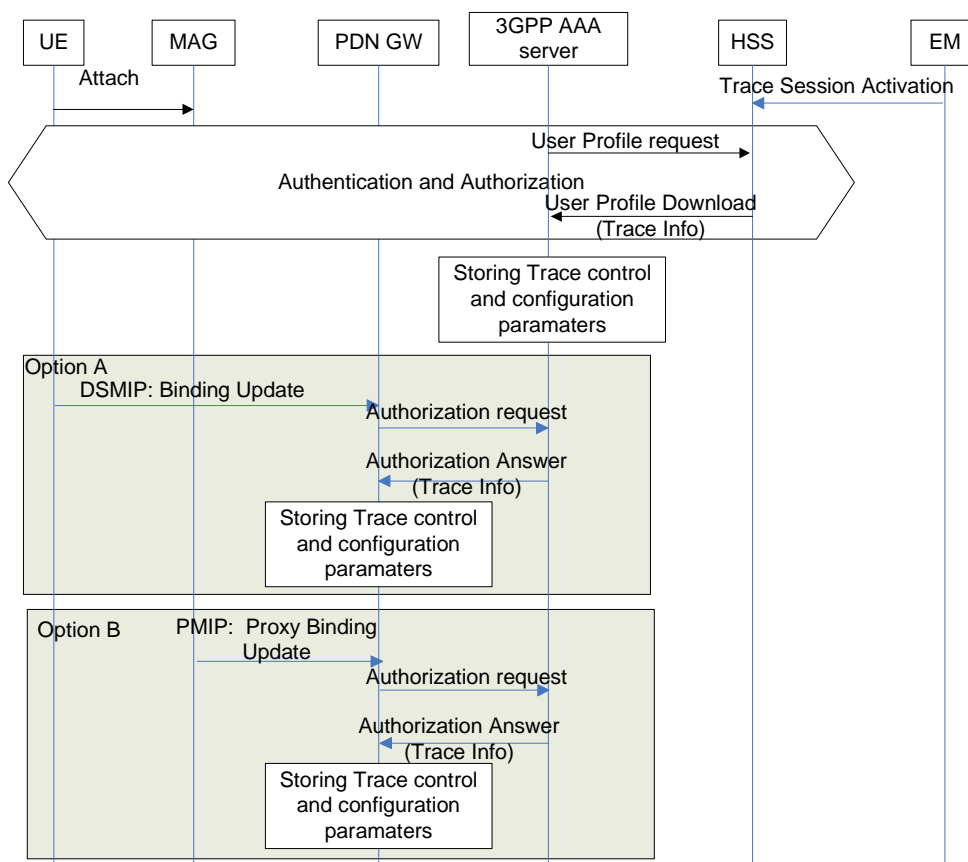 UE
MAG
PDN GW
3GPP AAA
server
HSS
EM
Attach
Trace Session Activation
User Profile request
Authentication and Authorization
User Profile Download
(Trace Info)
Storing Trace control
and configuration
paramaters
Option A
DSMIP: Binding Update
Authorization request
Authorization Answer
(Trace Info)
Storing Trace control
and configuration
paramaters
Option B
PMIP:  Proxy Binding
Update
Authorization request
Authorization Answer
(Trace Info)
Storing Trace control
and configuration
paramaters